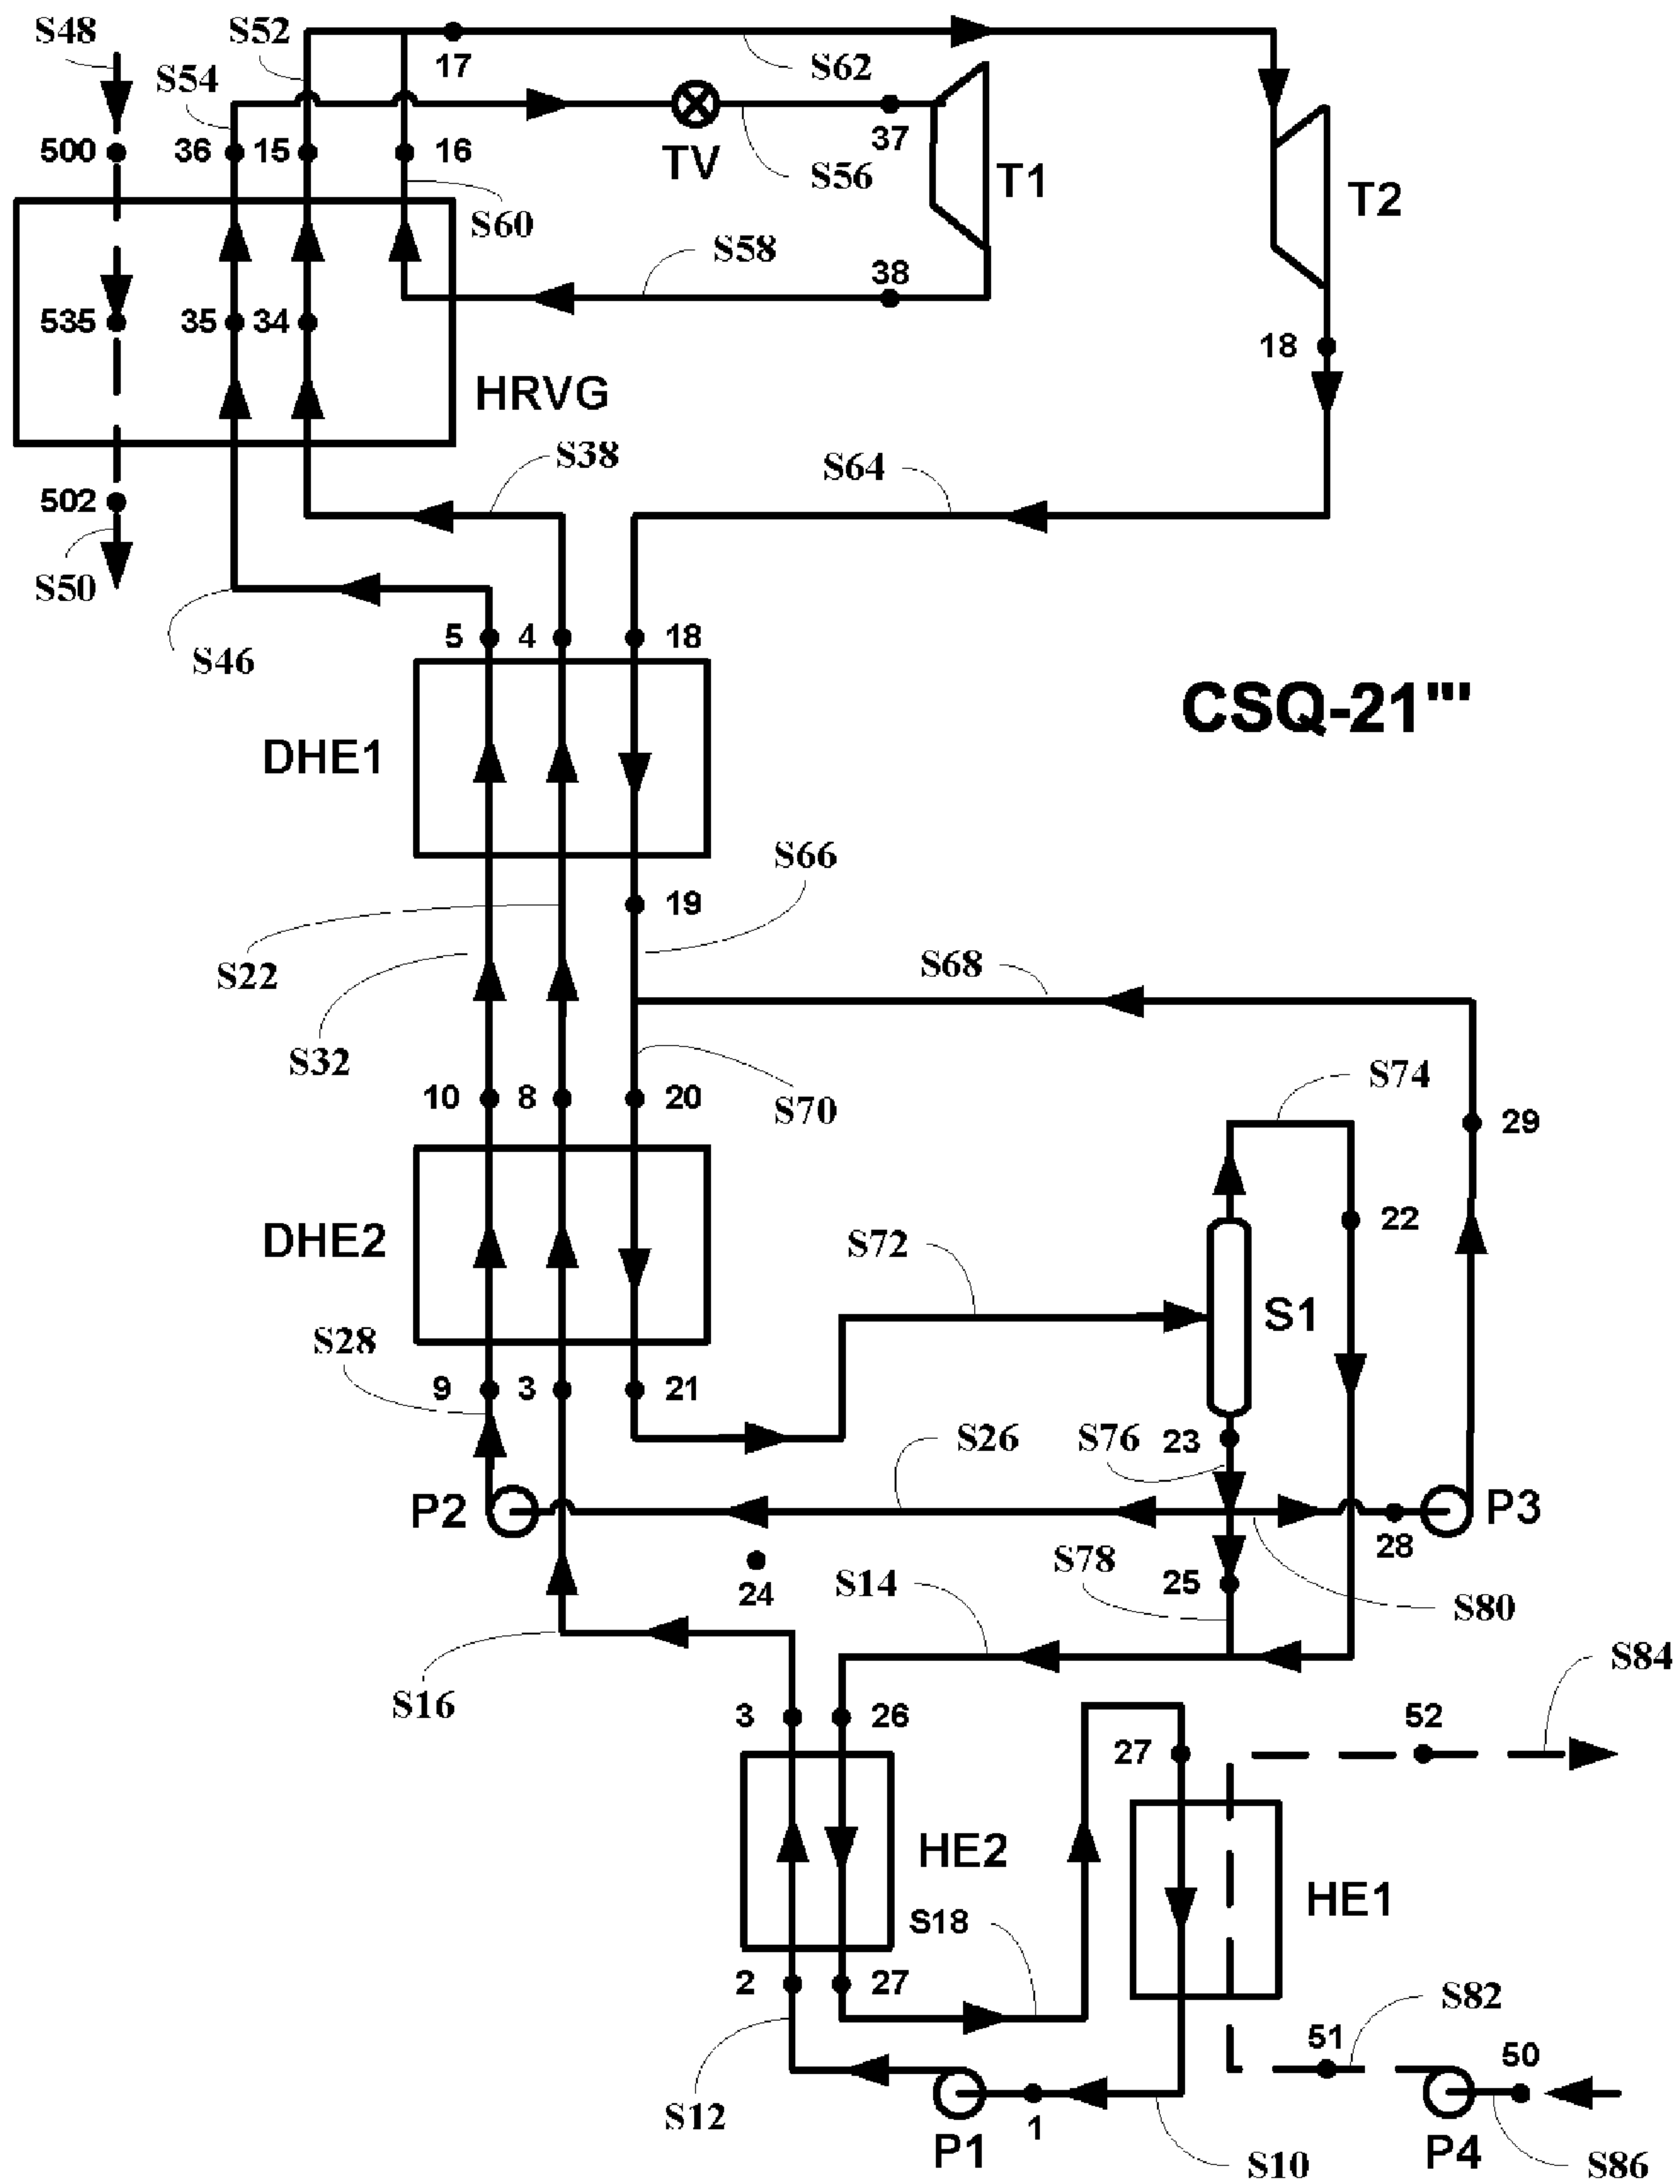 S48
S52
S54
17
S62
500
36
15
16
TV
37
S56
T1
T2
S60
S58
38
535
35
34
18
HRVG
S38
S64
502
S50
S46
5
4
18
CSQ-21'''
DHE1
S66
19
S22
S68
S32
S74
10
8
20
S70
29
22
DHE2
S72
S1
S28
9
3
21
S26
S76
23
P2
P3
28
24
S14
S78
25
S80
S84
S16
3
26
52
27
HE2
HE1
S18
2
27
S82
51
50
S12
1
P1
P4
S10
S86